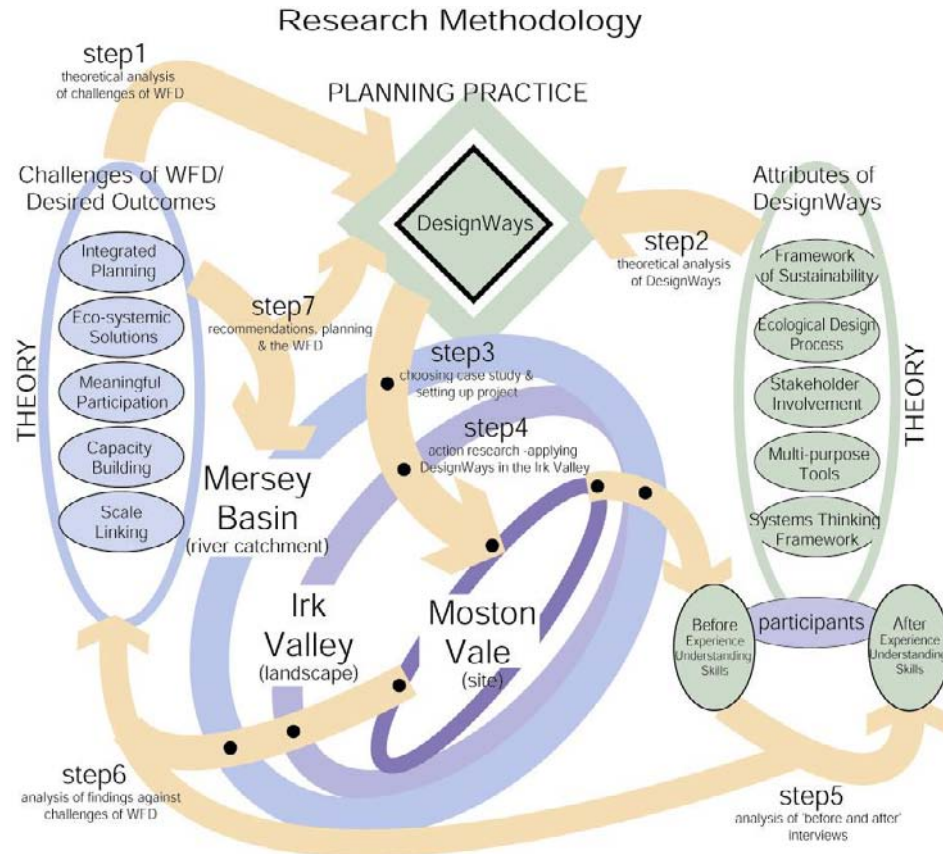 Research Methodology
step1
theoretical analysis
of challenges of WFD
PLANNING PRACTICE
DesignWays
Challenges of WFD/
Desired Outcomes
Integrated
Planning
Eco-systemic
Solutions
Meaningful
Participation
Capacity
Building
Scale
Linking
THEORY
Attributes of
DesignWays
Framework
of Sustainability
Ecological Design
Process
Stakeholder
Involvement
Multi-purpose
Tools
Systems Thinking
Framework
THEORY
step2
theoretical analysis
of DesignWays
step7
recommendations, planning
& the WFD
step3
choosing case study &
setting up project
step4
action research -applying
DesignWays in the Irk Valley
Mersey
Basin
(river catchment)
Irk
Valley
(landscape)
Moston
Vale
(site)
Before
Experience
Understanding
Skills
participants
After
Experience
Understanding
Skills
step6
analysis of findings against
challenges of WFD
step5
analysis of 'before and after'
interviews